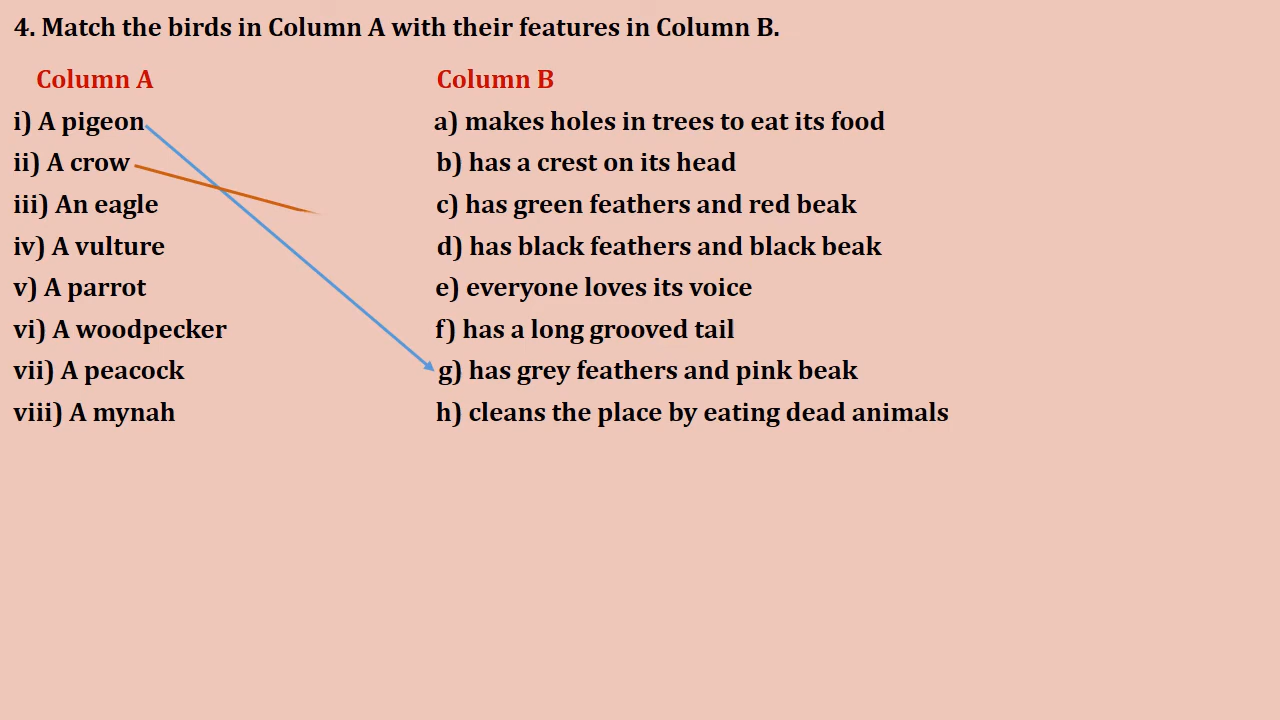 4. Match the birds in Column A with their features in Column B.
Column A Column B
i) A pigeon a) makes holes in trees to eat its food
ii) A crow b) has a crest on its head
iii) An eagle c) has green feathers and red beak
iv) A vulture d) has black feathers and black beak
v) A parrot e) everyone loves its voice
vi) A woodpecker f) has a long grooved tail
vii) A peacock g) has grey feathers and pink beak
viii) A mynah h) cleans the place by eating dead animals